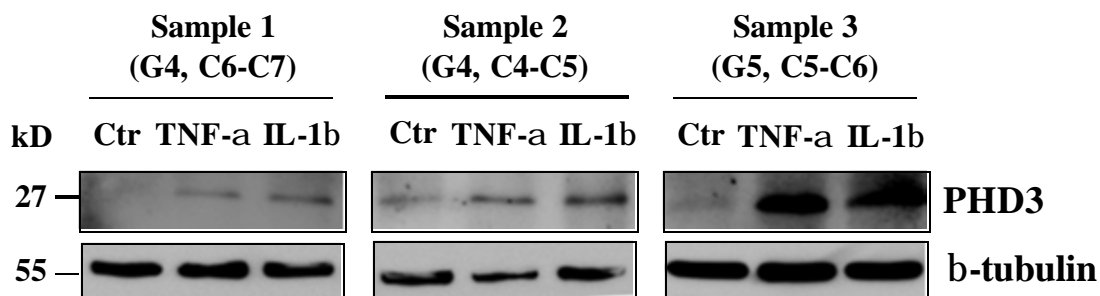 Sample 1 Sample 2 Sample 3
(G4, C6-C7) (G4, C4-C5) (G5, C5-C6)
kD Ctr TNF-a IL-1b Ctr TNF-a IL-1b Ctr TNF-a IL-1b
27 PHD3
55 b-tubulin